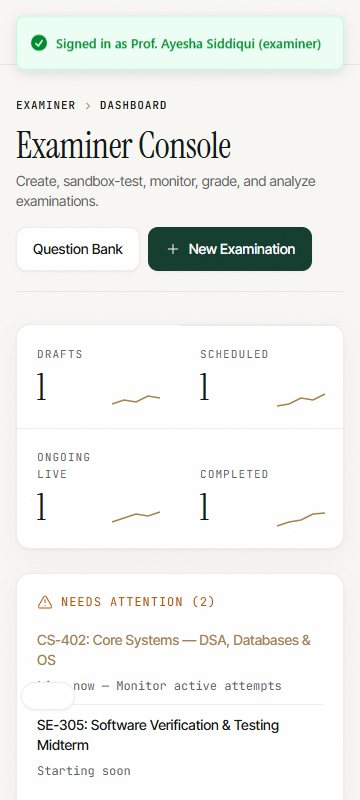 Signed in as Prof. Ayesha Siddiqui (examiner)
EXAMINER > DASHBOARD
Examiner Console
Create, sandbox-test, monitor, grade, and analyze
examinations.
Question Bank
+ New Examination
DRAFTS
SCHEDULED
1
1
ONGOING
LIVE
COMPLETED
1
1
NEEDS ATTENTION (2)
CS-402: Core Systems — DSA, Databases &
OS
now — Monitor active attempts
SE-305: Software Verification & Testing
Midterm
Starting soon